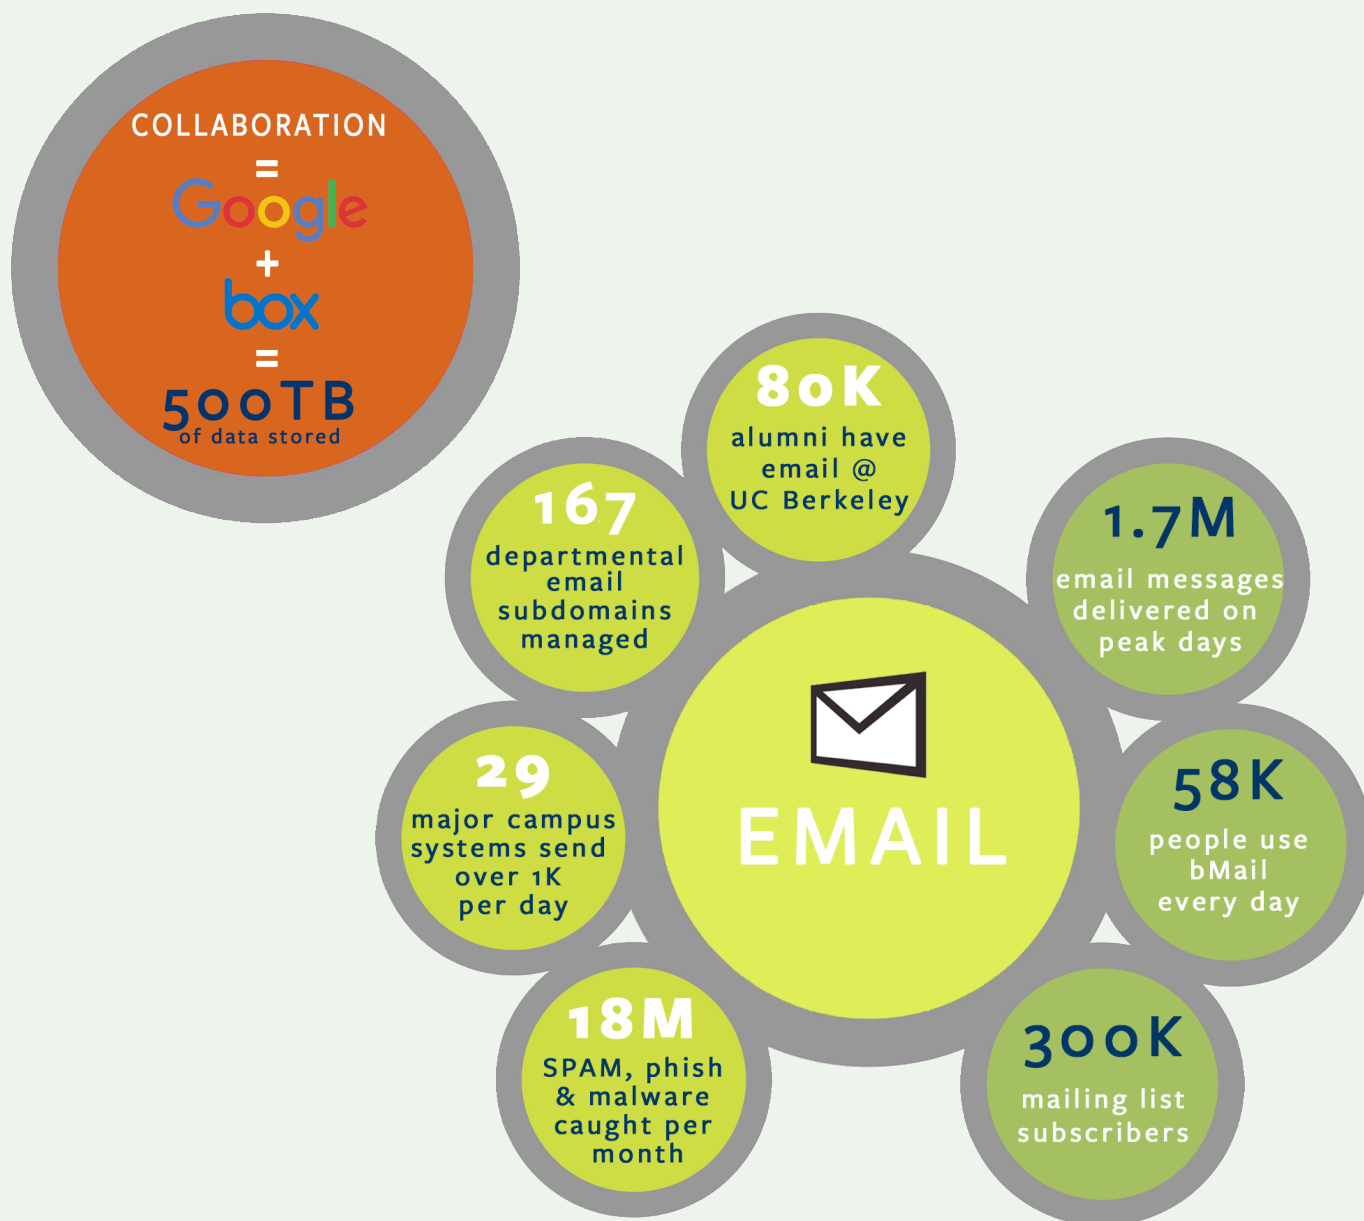 COLLABORATION
=
Google
+
box
=
500TB
of data stored
80K
alumni have
email @
UC Berkeley
167
departmental
email
subdomains
managed
1.7M
email messages
delivered on
peak days
29
major campus
systems send
over 1K
per day
EMAIL
58K
people use
bMail
every day
18M
SPAM, phish
& malware
caught per
month
300K
mailing list
subscribers